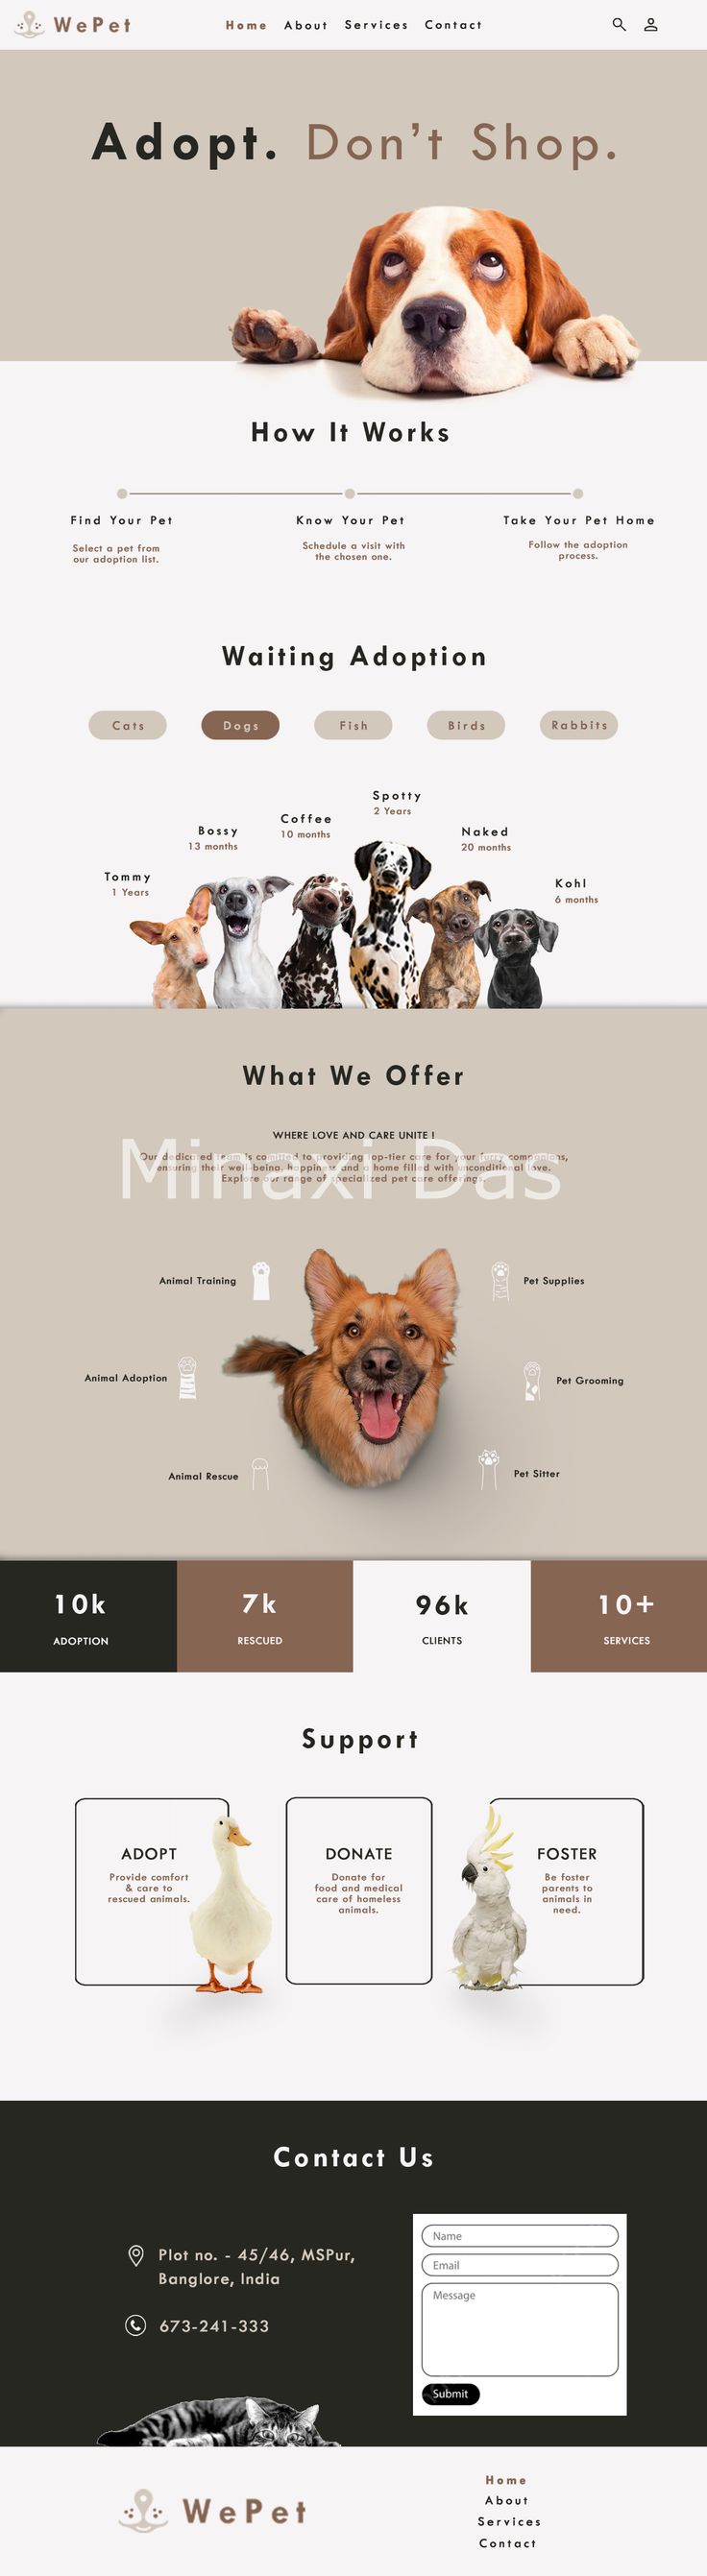 WePet
Home About Services Contact
Adopt. Don't Shop.
How It Works
Find Your Pet
Select a pet from
our adoption list.
Know Your Pet
Schedule a visit with
the chosen one.
Take Your Pet Home
Follow the adoption
process.
Waiting Adoption
Cats Dogs Fish Birds Rabbits
Spotty
2 Years
Coffee
10 months
Bossy
13 months
Naked
20 months
Tommy
1 Years
Kohl
6 months
What We Offer
WHERE LOVE AND CARE UNITE !
Minaxi Das
Our dedicated team is comitted to providing top-tier care for your furry companions,
ensuring their well-being, happiness and a home filled with unconditional love.
Explore our range of specialized pet care offerings.
Animal Training
Pet Supplies
Animal Adoption
Pet Grooming
Animal Rescue
Pet Sitter
10k
ADOPTION
7k
RESCUED
96k
CLIENTS
10+
SERVICES
Support
ADOPT
Provide comfort
& care to
rescued animals.
DONATE
Donate for
food and medical
care of homeless
animals.
FOSTER
Be foster
parents to
animals in
need.
Contact Us
Plot no. - 45/46, MSPur,
Banglore, India
673-241-333
Name
Email
Message
Submit
WePet
Home
About
Services
Contact